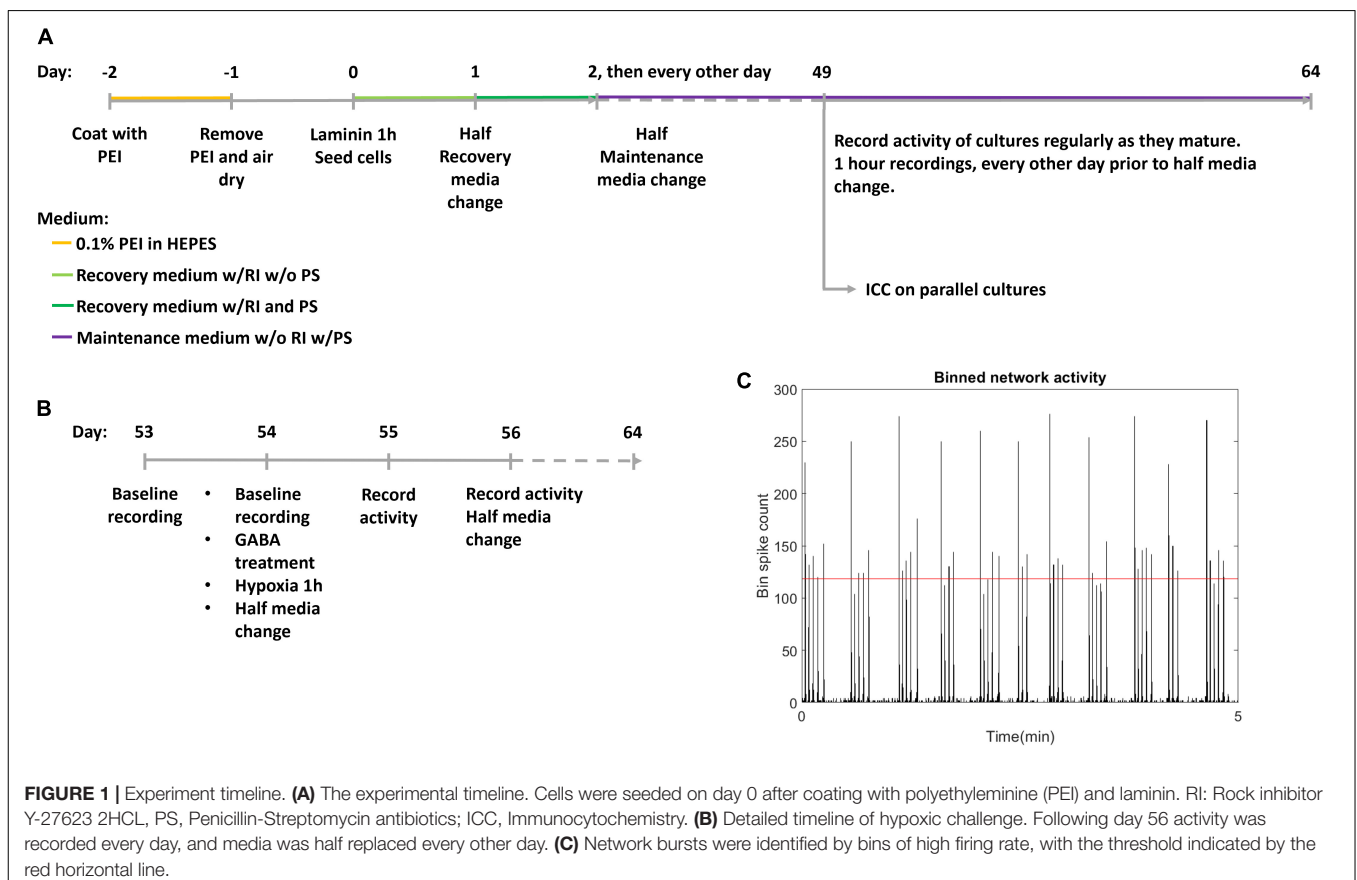 A
Day: -2 -1 0 1 2, then every other day 49 64
Coat with PEI
Remove PEI and air dry
Laminin 1h Seed cells
Half Recovery media change
Half Maintenance media change
Record activity of cultures regularly as they mature.
1 hour recordings, every other day prior to half media
change.
Medium:
0.1% PEI in HEPES
Recovery medium w/RI w/o PS
Recovery medium w/RI and PS
Maintenance medium w/o RI w/PS
ICC on parallel cultures
B
Day: 53 54 55 56 64
Baseline recording
• Baseline recording
• GABA treatment
• Hypoxia 1h
• Half media change
Record activity
Record activity
Half media change
C
Binned network activity
Bin spike count
300
250
200
150
100
50
0
0 5
Time(min)
FIGURE 1 | Experiment timeline. (A) The experimental timeline. Cells were seeded on day 0 after coating with polyethyleminine (PEI) and laminin. RI: Rock inhibitor
Y-27623 2HCL, PS, Penicillin-Streptomycin antibiotics; ICC, Immunocytochemistry. (B) Detailed timeline of hypoxic challenge. Following day 56 activity was
recorded every day, and media was half replaced every other day. (C) Network bursts were identified by bins of high firing rate, with the threshold indicated by the
red horizontal line.